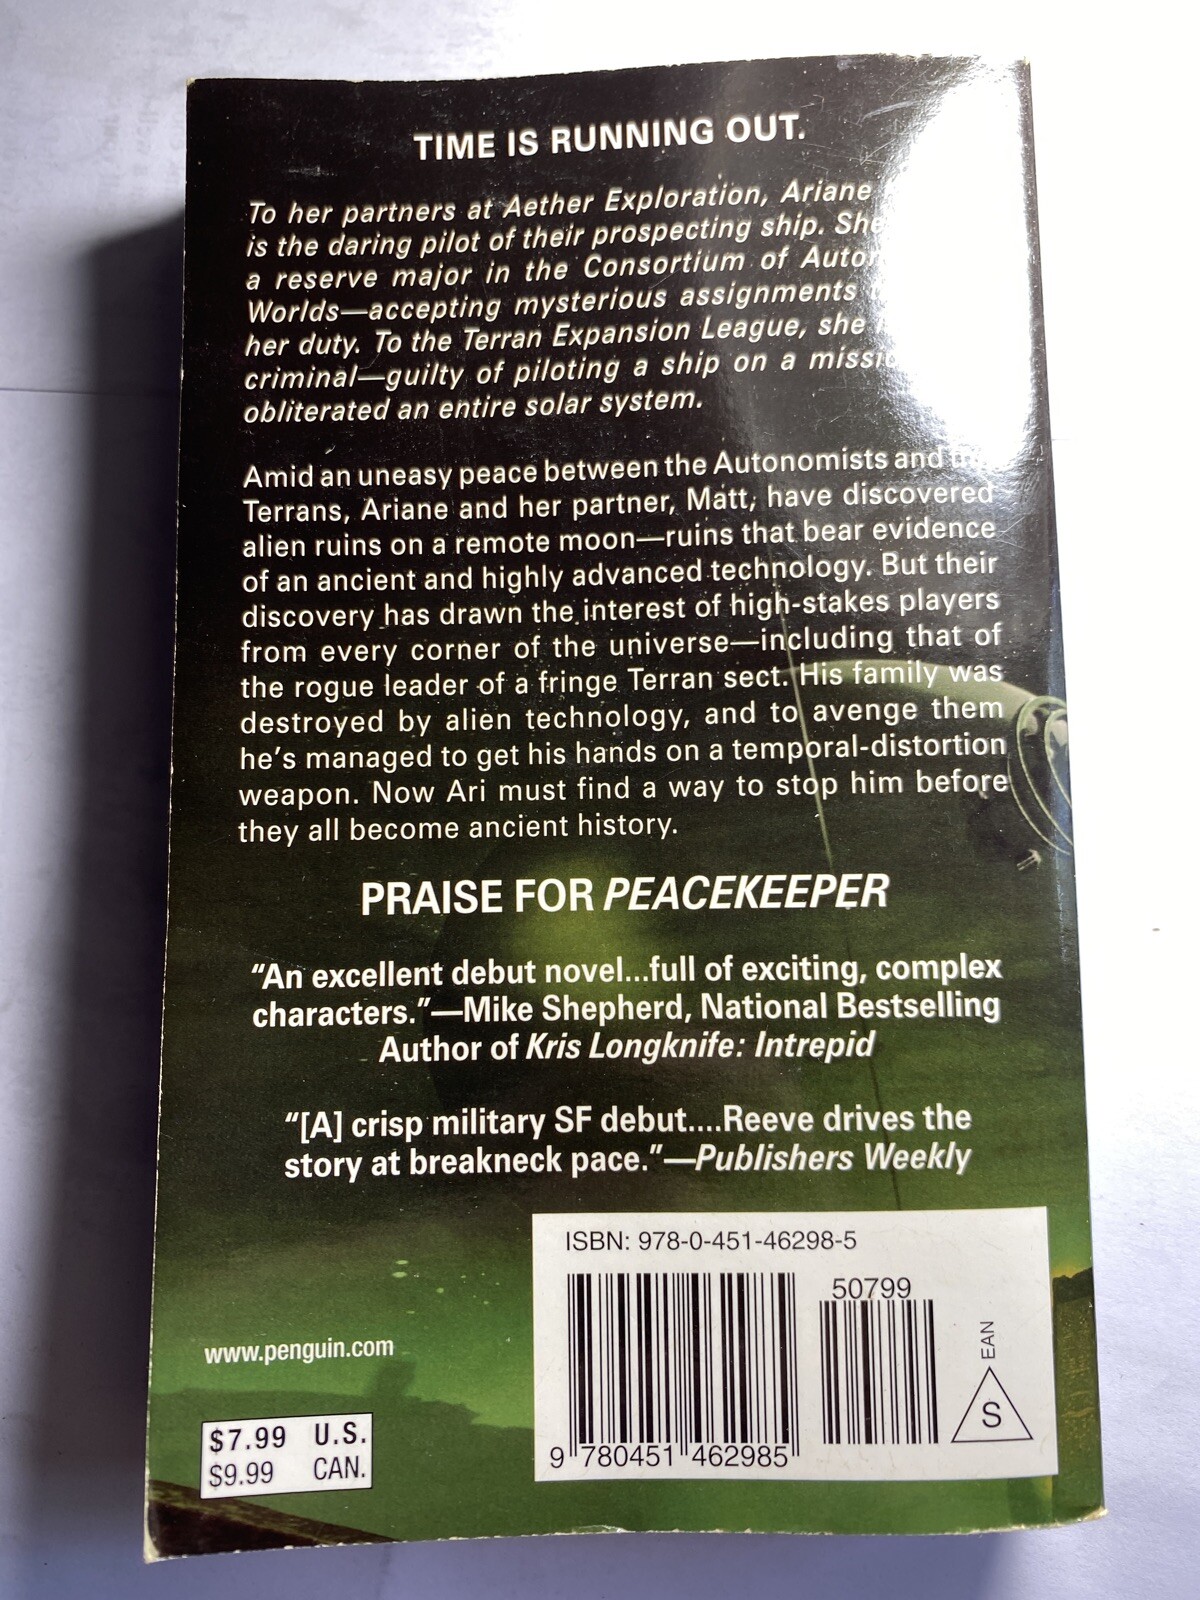 TIME IS RUNNING OUT.
To her partners at Aether Exploration, Ariane
is the daring pilot of their prospecting ship. She
a reserve major in the Consortium of
Worlds—accepting mysterious assignments
her duty. To the Terran Expansion League, she
criminal—guilty of piloting a ship on a
obliterated an entire solar system.
Amid an uneasy peace between the Autonomists and the
Terrans, Ariane and her partner, Matt, have discovered
alien ruins on a remote moon—ruins that bear evidence
of an ancient and highly advanced technology. But their
discovery has drawn the interest of high-stakes players
from every corner of the universe—including that of
the rogue leader of a fringe Terran sect. His family was
destroyed by alien technology, and to avenge them
he's managed to get his hands on a temporal-distortion
weapon. Now Ari must find a way to stop him before
they all become ancient history.
PRAISE FOR PEACEKEEPER
“An excellent debut novel...full of exciting, complex
characters.”—Mike Shepherd, National Bestselling
Author of Kris Longknife: Intrepid
“[A] crisp military SF debut....Reeve drives the
story at breakneck pace.”—Publishers Weekly
ISBN: 978-0-451-46298-5
50799
EAN
S
9 780451 462985
www.penguin.com
$7.99 U.S.
$9.99 CAN.